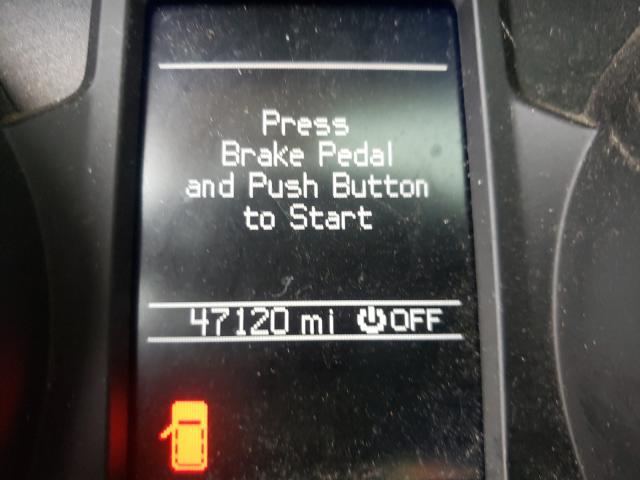 Press
Brake Pedal
and Push Button
to Start
47120 mi OFF